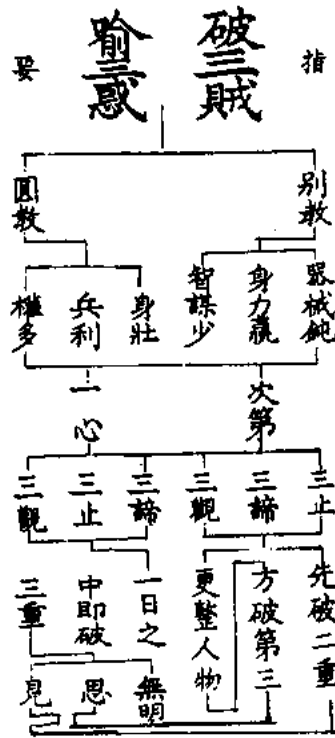 破三賊
喻三惑
指
要
別教
圓教
器械鈍
身力羸
智謀少
身壯
兵利
權多
次第
一心
三止
三諦
三觀
三諦
三止
三觀
先破二重
方破第三
更整人物
一日之
中即破
三重
無明
思
見